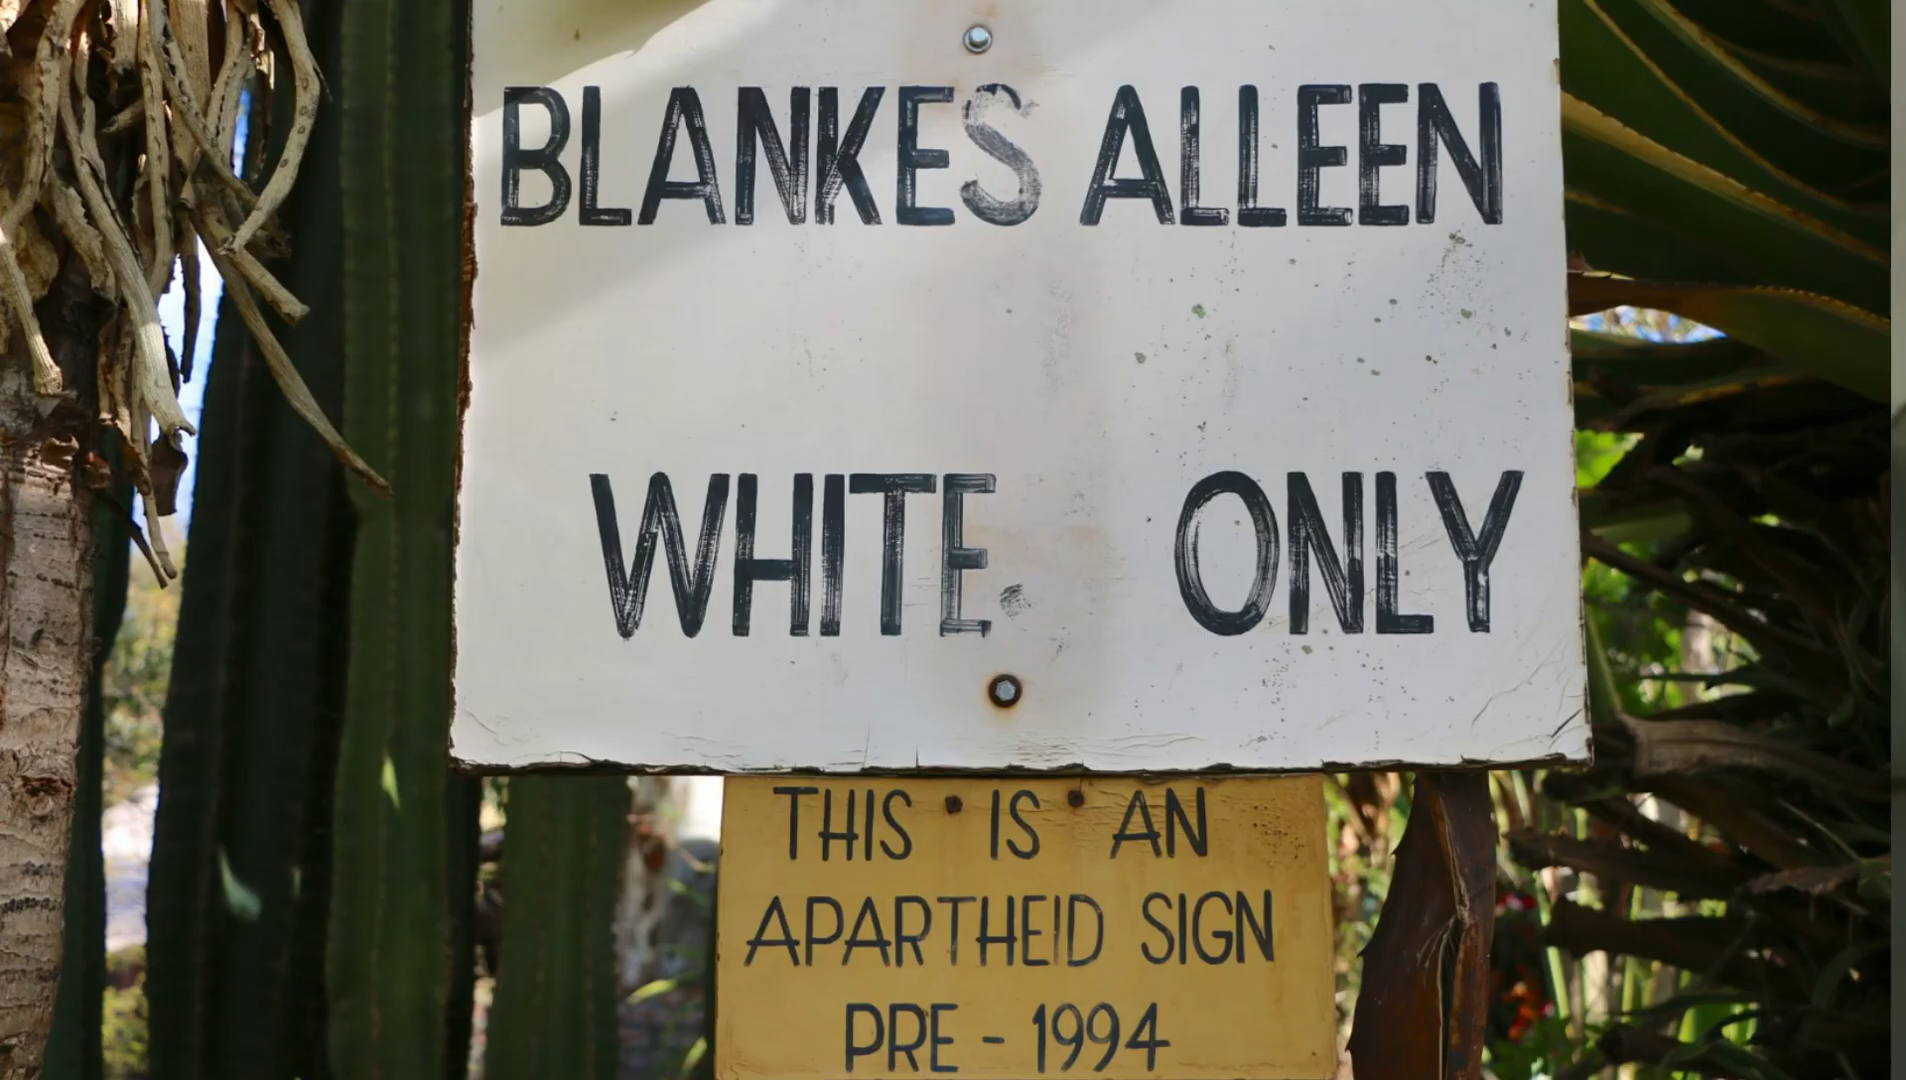 BLANKES ALLEEN
WHITE ONLY
THIS IS AN
APARTHEID SIGN
PRE - 1994